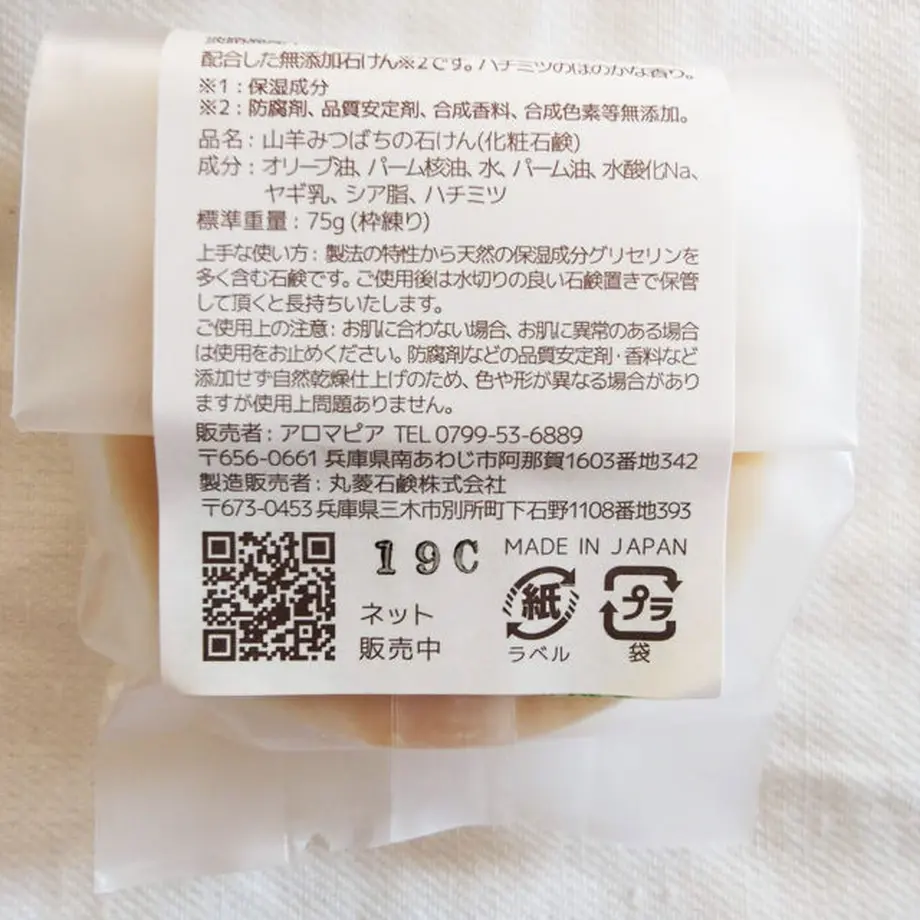 配合した無添加石けん※2です。ハチミツのほのかな香り。
※1：保湿成分
※2：防腐剤、品質安定剤、合成香料、合成色素等無添加。
品名：山羊みつばちの石けん(化粧石鹸)
成分：オリーブ油、パーム核油、水、パーム油、水酸化Na、
ヤギ乳、シア脂、ハチミツ
標準重量：75g (枠練り)
上手な使い方：製法の特性から天然の保湿成分グリセリンを
多く含む石鹸です。ご使用後は水切りの良い石鹸置きで保管
して頂くと長持ちいたします。
ご使用上の注意：お肌に合わない場合、お肌に異常のある場合
は使用をお止めください。防腐剤などの品質安定剤・香料など
添加せず自然乾燥仕上げのため、色や形が異なる場合があり
ますが使用上問題ありません。
販売者：アロマピア TEL 0799-53-6889
〒656-0661 兵庫県南あわじ市阿那賀1603番地342
製造販売者：丸菱石鹸株式会社
〒673-0453 兵庫県三木市別所町下石野1108番地393
19C
MADE IN JAPAN
ネット
販売中
紙
ラベル
プラ
袋